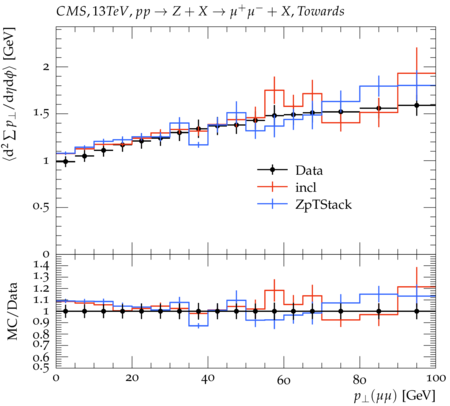 CMS, 13TeV, pp → Z + X → μ⁺μ⁻ + X, Towards
⟨d² ∑ p⊥/dηdϕ⟩ [GeV]
2
1.5
1
0.5
0
Data
incl
ZpTStack
MC/Data
1.4
1.3
1.2
1.1
1
0.9
0.8
0.7
0.6
0.5
0 20 40 60 80 100
p⊥(μμ) [GeV]